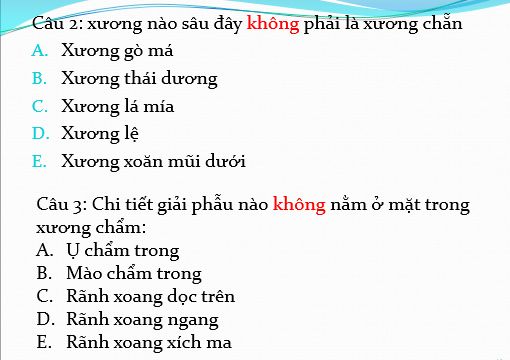 Câu 2: xương nào sâu đây không phải là xương chẵn
A. Xương gò má
B. Xương thái dương
C. Xương lá mía
D. Xương lệ
E. Xương xoăn mũi dưới
Câu 3: Chi tiết giải phẫu nào không nằm ở mặt trong
xương chẩm:
A. Ụ chẩm trong
B. Mào chẩm trong
C. Rãnh xoang dọc trên
D. Rãnh xoang ngang
E. Rãnh xoang xích ma